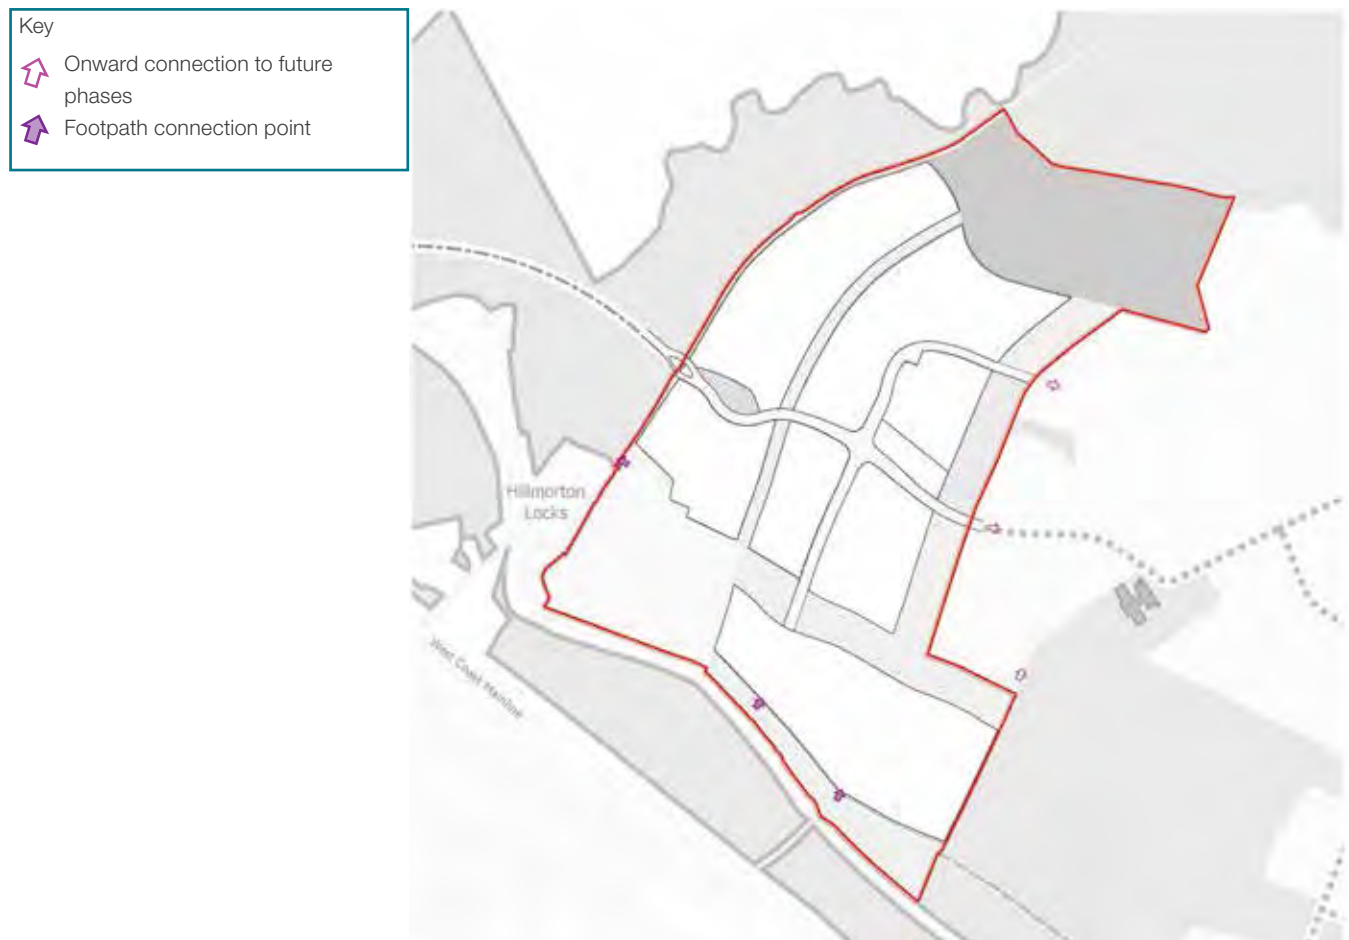 Key
Onward connection to future
phases
Footpath connection point
Hillmorton
Locks
West Coast Mainline